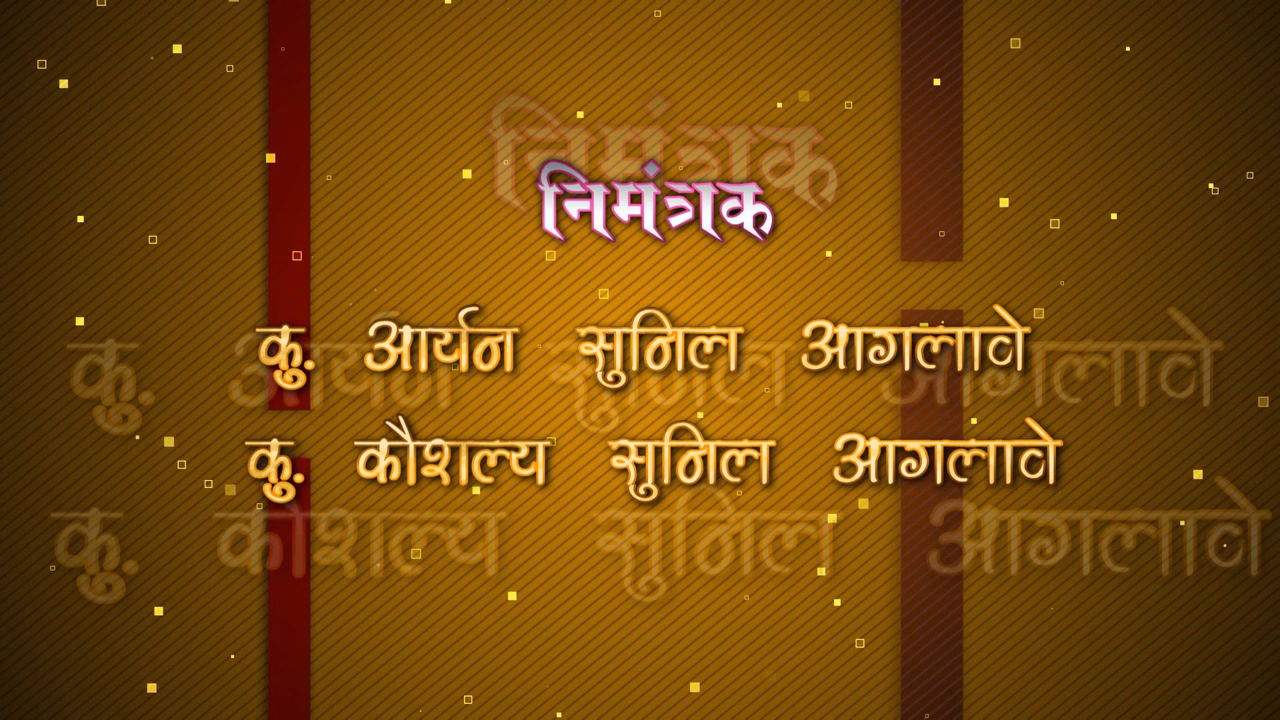 निमंत्रक
कु. आर्यन सुनिल आगलावे
कु. कौशल्य सुनिल आगलावे